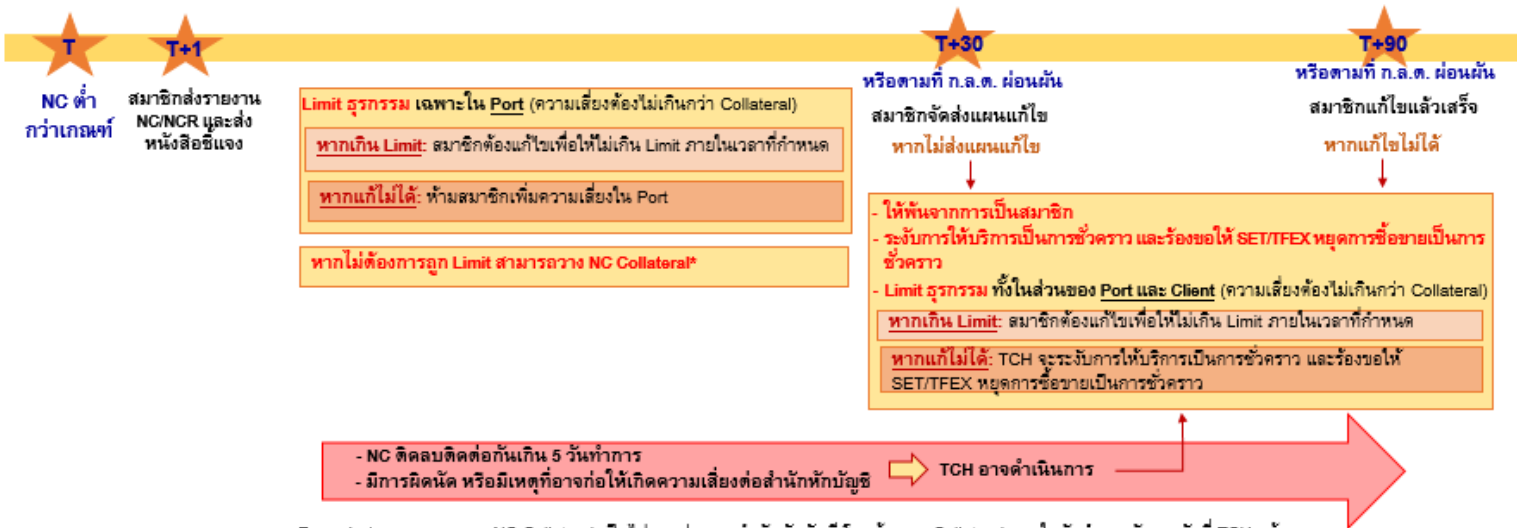 T
T+1
T+30
T+90
NC ต่ำ
กว่าเกณฑ์
สมาชิกส่งรายงาน
NC/NCR และส่ง
หนังสือชี้แจง
Limit ธุรกรรม เฉพาะใน Port (ความเสี่ยงต้องไม่เกินกว่า Collateral)
หากเกิน Limit: สมาชิกต้องแก้ไขเพื่อให้ไม่เกิน Limit ภายในเวลาที่กำหนด
หากแก้ไม่ได้: ห้ามสมาชิกเพิ่มความเสี่ยงใน Port
หากไม่ต้องการถูก Limit สามารถวาง NC Collateral*
หรือตามที่ ก.ล.ต. ผ่อนผัน
สมาชิกจัดส่งแผนแก้ไข
หากไม่ส่งแผนแก้ไข
หรือตามที่ ก.ล.ต. ผ่อนผัน
สมาชิกแก้ไขแล้วเสร็จ
หากแก้ไขไม่ได้
- ให้พ้นจากการเป็นสมาชิก
- ระงับการให้บริการเป็นการชั่วคราว และร้องขอให้ SET/TFEX หยุดการซื้อขายเป็นการ
ชั่วคราว
- Limit ธุรกรรม ทั้งในส่วนของ Port และ Client (ความเสี่ยงต้องไม่เกินกว่า Collateral)
หากเกิน Limit: สมาชิกต้องแก้ไขเพื่อให้ไม่เกิน Limit ภายในเวลาที่กำหนด
หากแก้ไม่ได้: TCH จะระงับการให้บริการเป็นการชั่วคราว และร้องขอให้
SET/TFEX หยุดการซื้อขายเป็นการชั่วคราว
- NC ติดลบติดต่อกันเกิน 5 วันทำการ
- มีการผิดนัด หรือมีเหตุที่อาจก่อให้เกิดความเสี่ยงต่อสำนักหักบัญชี
TCH อาจดำเนินการ